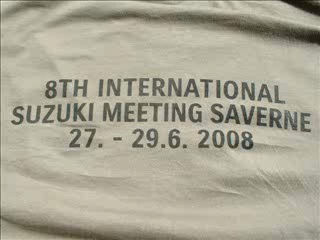 8TH INTERNATIONAL
SUZUKI MEETING SAVERNE
27. - 29.6. 2008